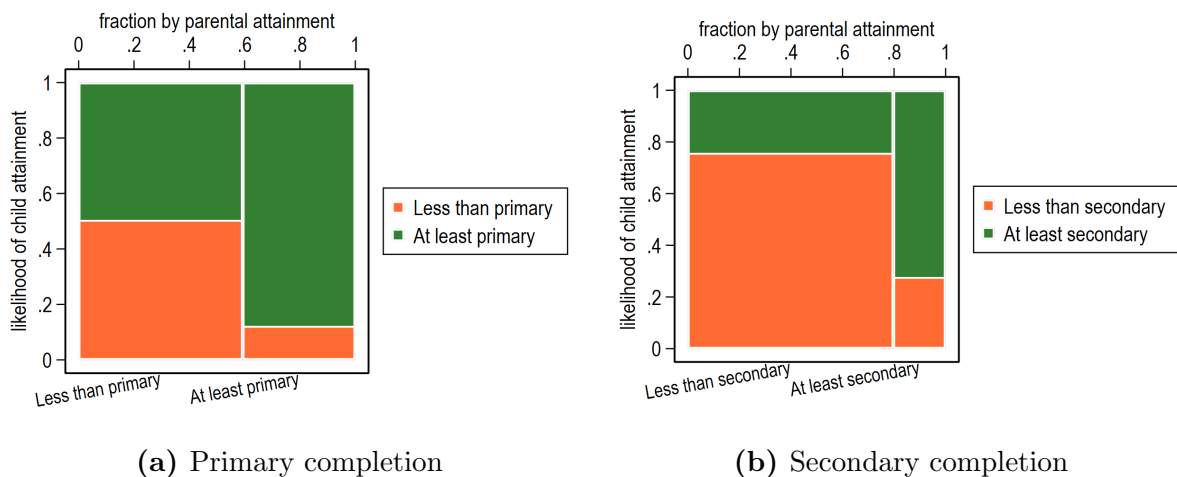 fraction by parental attainment
0 .2 .4 .6 .8 1
likelihood of child attainment
1
.8
.6
.4
.2
0
Less than primary At least primary
Less than primary
At least primary
(a) Primary completion
fraction by parental attainment
0 .2 .4 .6 .8 1
likelihood of child attainment
1
.8
.6
.4
.2
0
Less than secondary At least secondary
Less than secondary
At least secondary
(b) Secondary completion